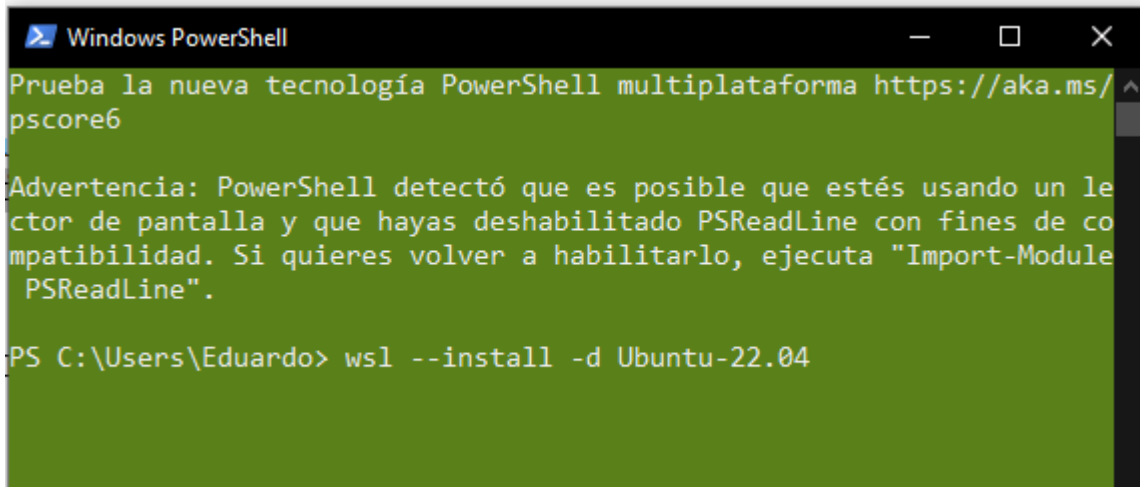 Windows PowerShell
Prueba la nueva tecnología PowerShell multiplataforma https://aka.ms/
pscore6
Advertencia: PowerShell detectó que es posible que estés usando un le
ctor de pantalla y que hayas deshabilitado PSReadLine con fines de co
mpatibilidad. Si quieres volver a habilitarlo, ejecuta "Import-Module
 PSReadLine".
PS C:\Users\Eduardo> wsl --install -d Ubuntu-22.04